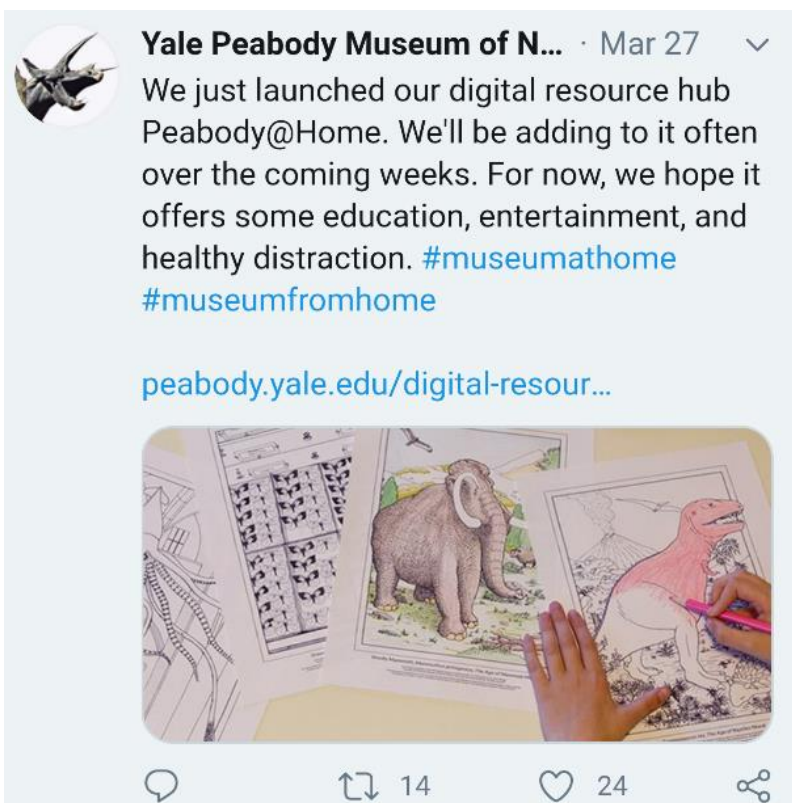 Yale Peabody Museum of N... · Mar 27
We just launched our digital resource hub
Peabody@Home. We'll be adding to it often
over the coming weeks. For now, we hope it
offers some education, entertainment, and
healthy distraction. #museumathome
#museumfromhome
peabody.yale.edu/digital-resour...
14
24